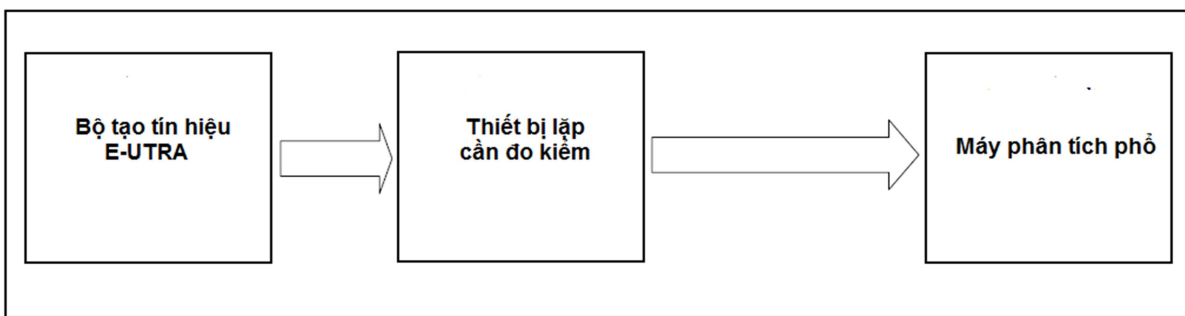 Bộ tạo tín hiệu
E-UTRA
Thiết bị lặp
cần đo kiểm
Máy phân tích phổ